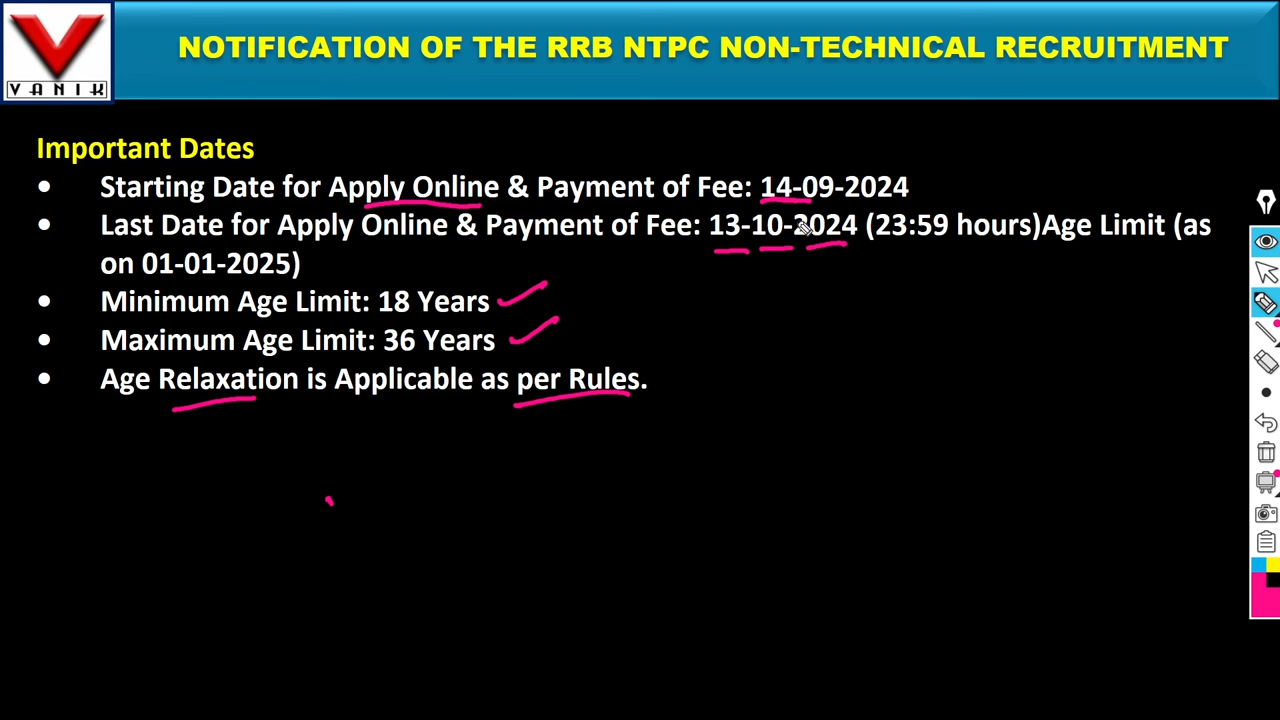 VANIK
NOTIFICATION OF THE RRB NTPC NON-TECHNICAL RECRUITMENT
Important Dates
• Starting Date for Apply Online & Payment of Fee: 14-09-2024
• Last Date for Apply Online & Payment of Fee: 13-10-2024 (23:59 hours)Age Limit (as
on 01-01-2025)
• Minimum Age Limit: 18 Years
• Maximum Age Limit: 36 Years
• Age Relaxation is Applicable as per Rules.